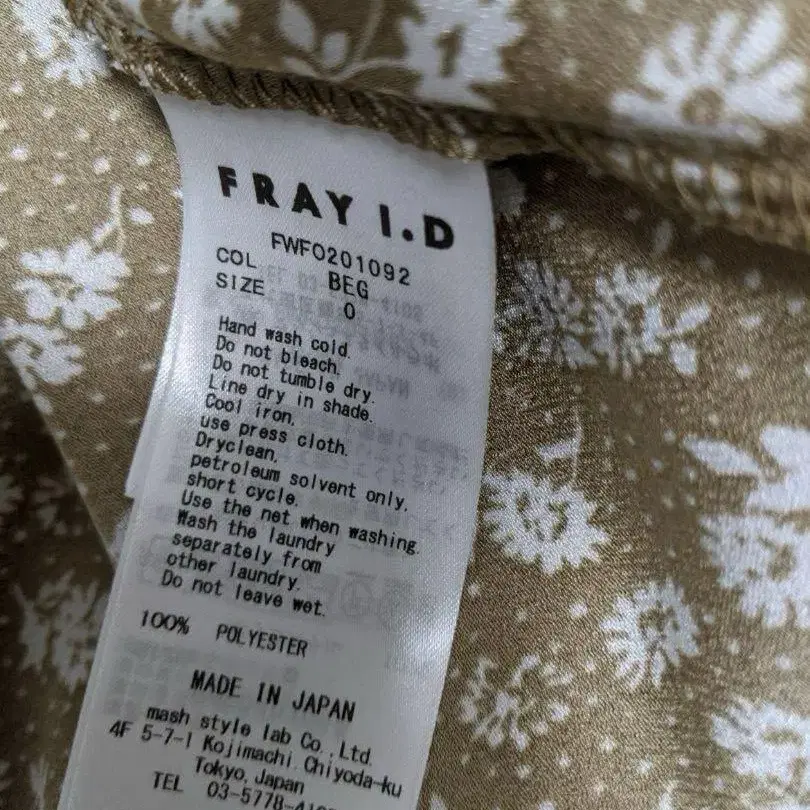 FRAY I.D
FWFO201092
COL BEG
SIZE 0
Hand wash cold.
Do not bleach.
Do not tumble dry.
Line dry in shade.
Cool iron,
use press cloth.
Dryclean,
petroleum solvent only,
short cycle.
Use the net when washing.
Wash the laundry
separately from
other laundry.
Do not leave wet.
100% POLYESTER
MADE IN JAPAN
mash style lab Co., Ltd.
4F 5-7-1 Kojimachi Chiyoda-ku
Tokyo, Japan
TEL 03-5778-